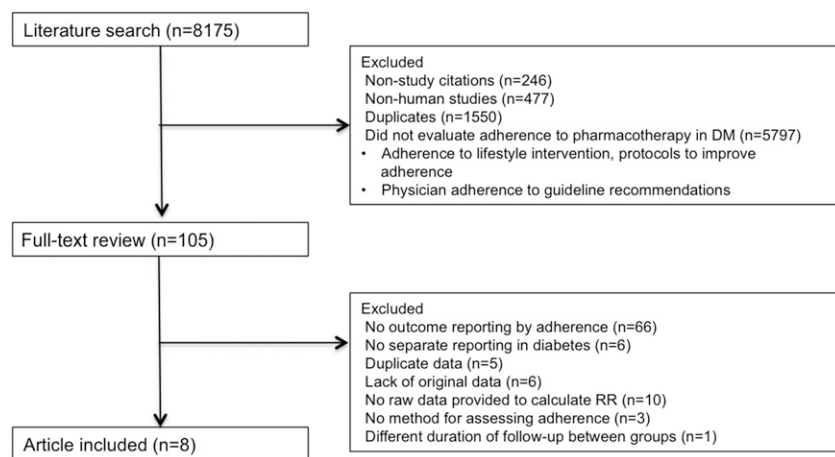 Literature search (n=8175)
Excluded
Non-study citations (n=246)
Non-human studies (n=477)
Duplicates (n=1550)
Did not evaluate adherence to pharmacotherapy in DM (n=5797)
• Adherence to lifestyle intervention, protocols to improve
adherence
• Physician adherence to guideline recommendations
Full-text review (n=105)
Excluded
No outcome reporting by adherence (n=66)
No separate reporting in diabetes (n=6)
Duplicate data (n=5)
Lack of original data (n=6)
No raw data provided to calculate RR (n=10)
No method for assessing adherence (n=3)
Different duration of follow-up between groups (n=1)
Article included (n=8)